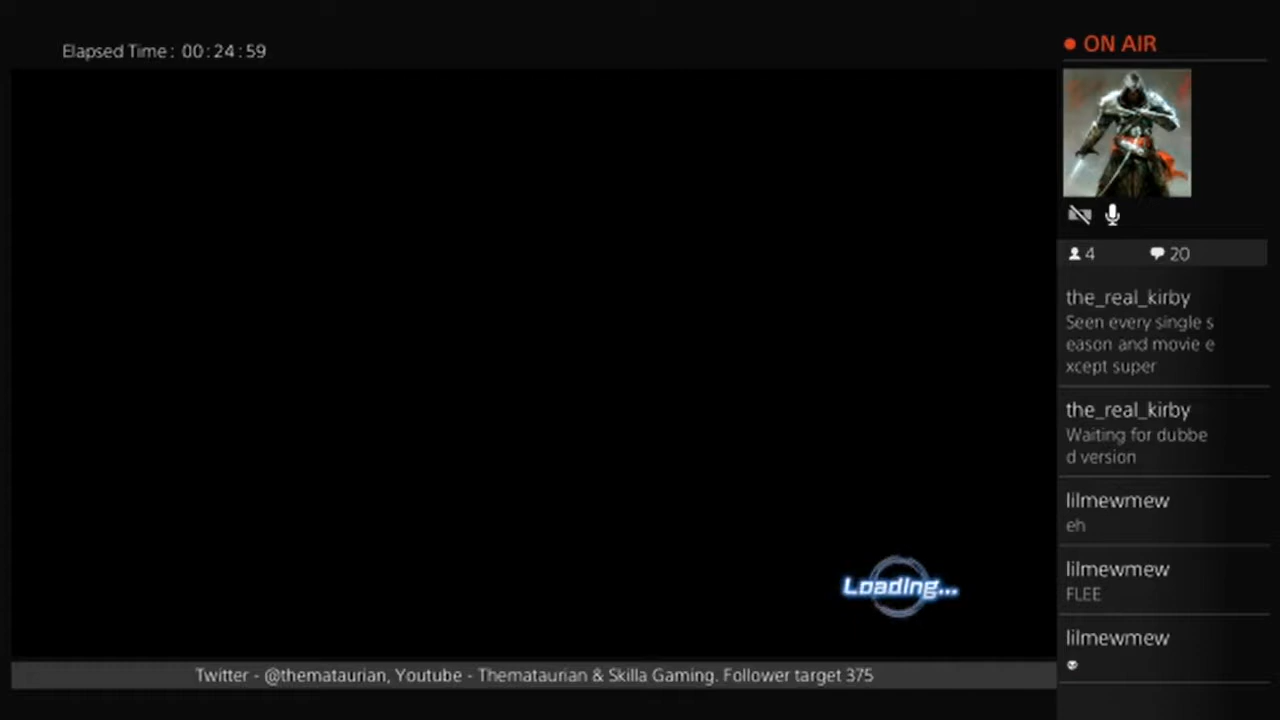 Elapsed Time: 00:24:59
ON AIR
4 20
the_real_kirby
Seen every single s
eason and movie e
xcept super
the_real_kirby
Waiting for dubbe
d version
lilmewmew
eh
lilmewmew
FLEE
lilmewmew
Loading...
Twitter - @themataurian, Youtube - Themataurian & Skilla Gaming. Follower target 375